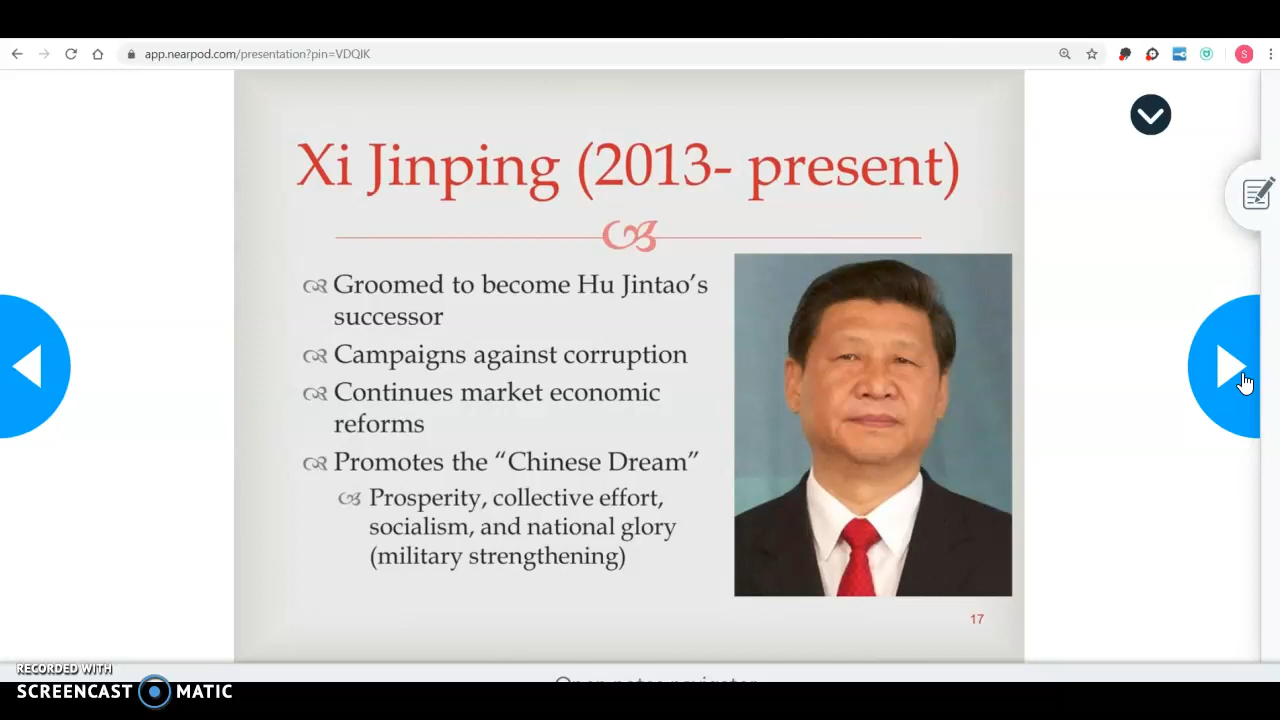 app.nearpod.com/presentation?pin=VDQIK
S
Xi Jinping (2013- present)
Groomed to become Hu Jintao's
successor
Campaigns against corruption
Continues market economic
reforms
Promotes the “Chinese Dream”
Prosperity, collective effort,
socialism, and national glory
(military strengthening)
17
RECORDED WITH
SCREENCAST MATIC